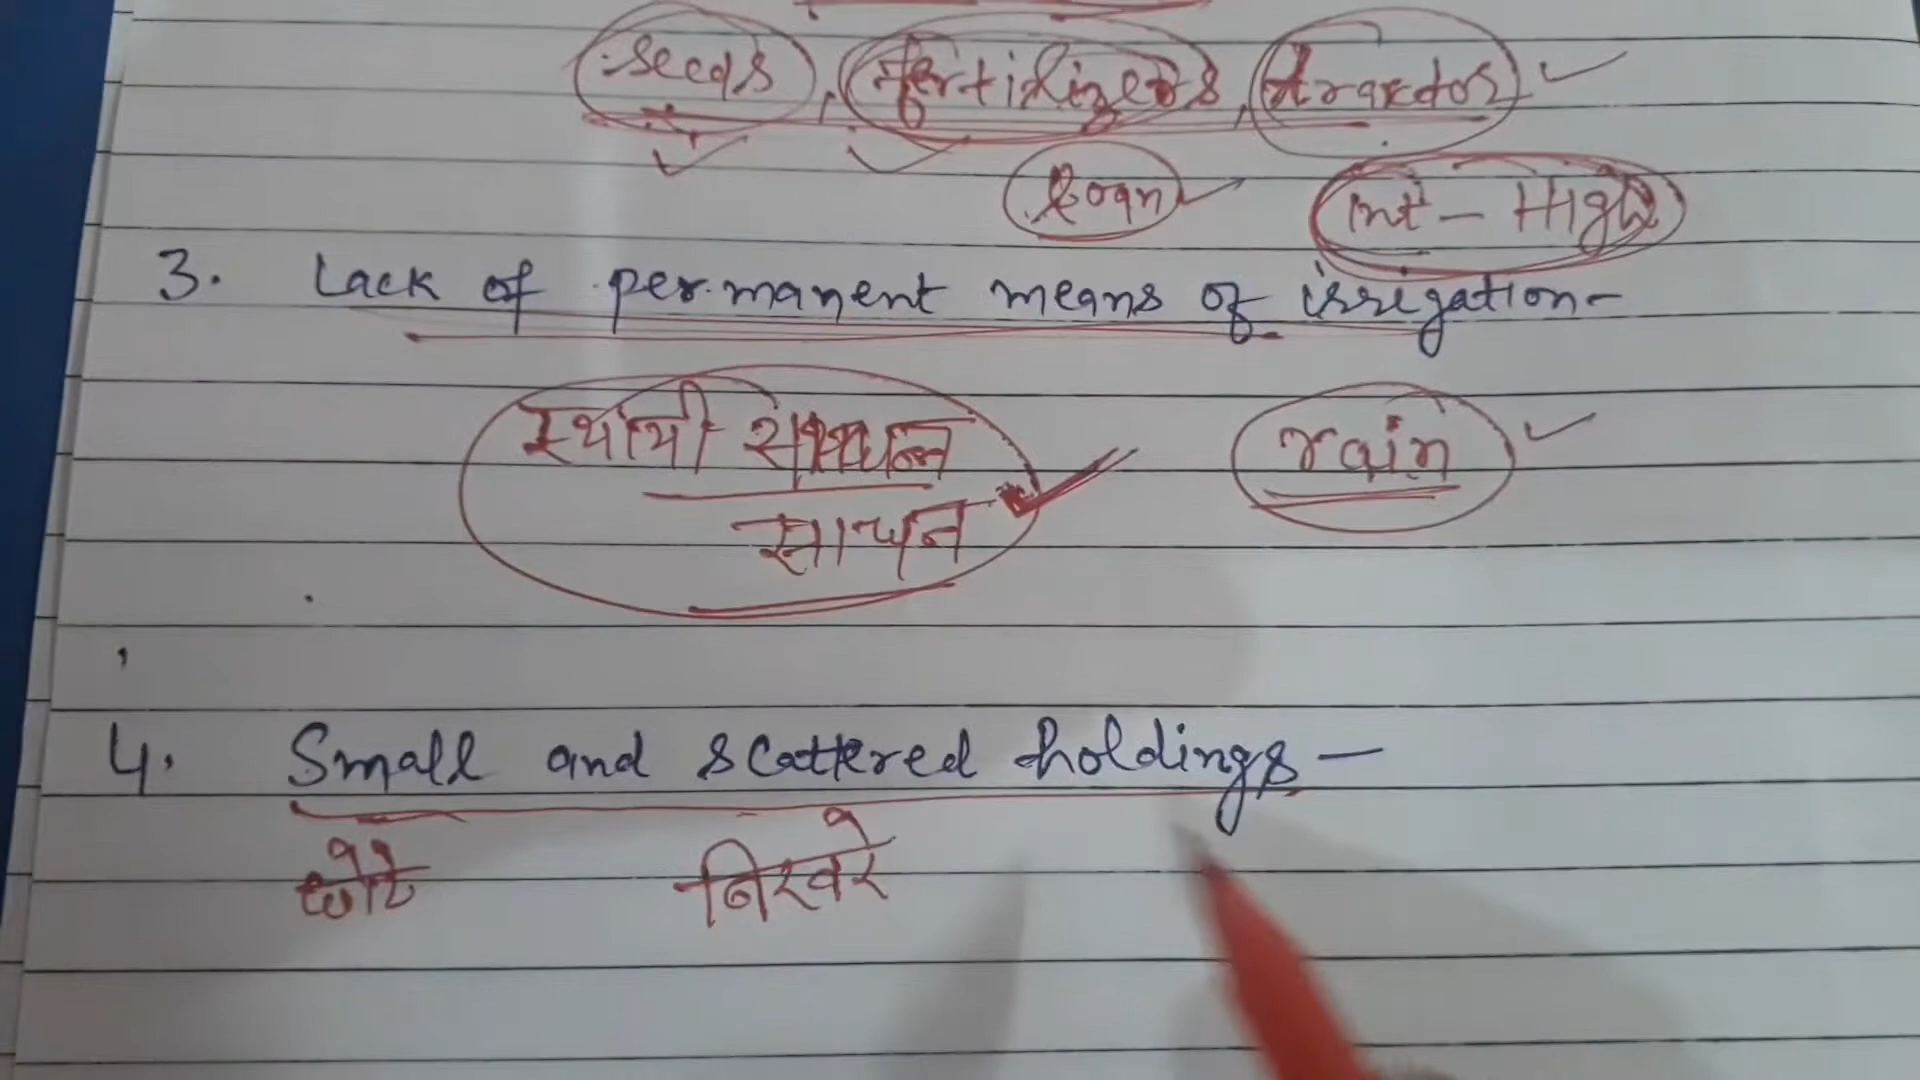 seeds, fertilizers, tractor
loan int - High
3. Lack of permanent means of irrigation-
स्थायी rain
साधन
4. Small and scattered holdings-
छोटे बिखरे